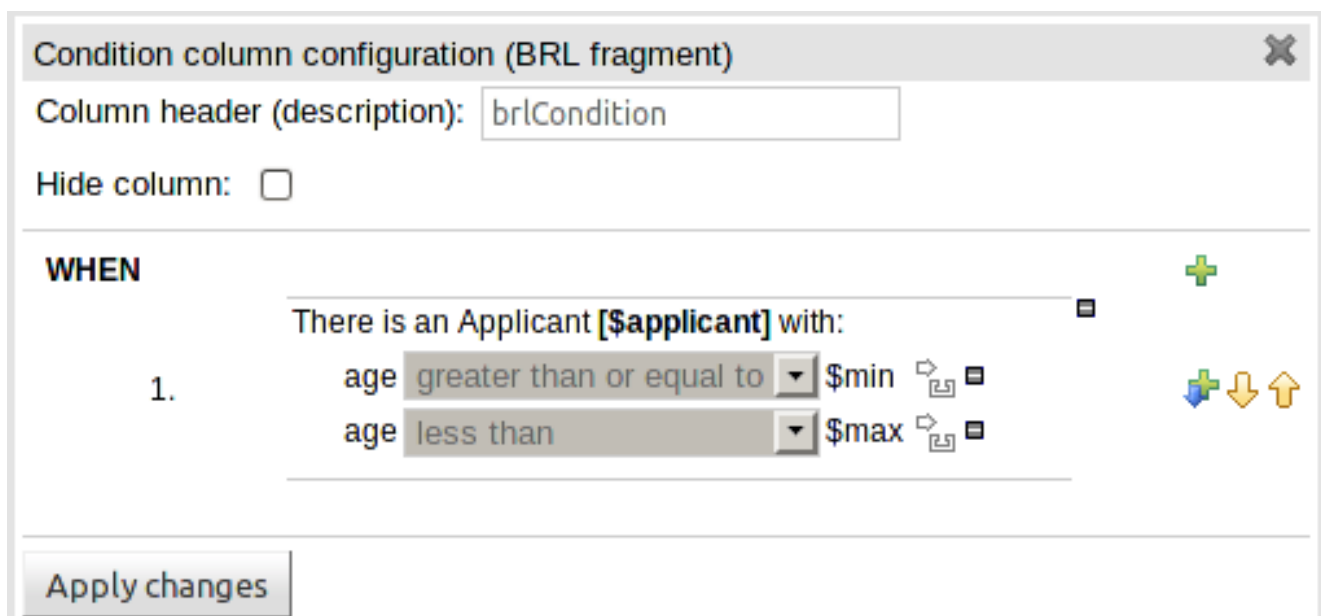 Condition column configuration (BRL fragment)
Column header (description): brlCondition
Hide column:
WHEN
There is an Applicant [$applicant] with:
1.
age greater than or equal to $min
age less than $max
Apply changes